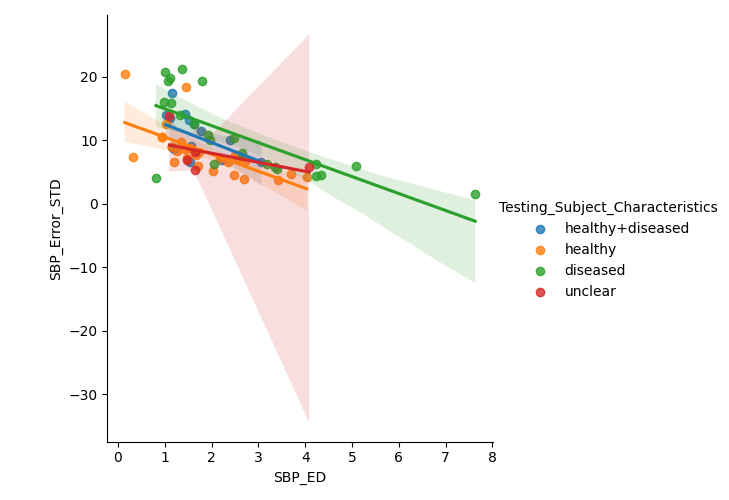 20
10
0
−10
−20
−30
SBP_Error_STD
0 1 2 3 4 5 6 7 8
SBP_ED
Testing_Subject_Characteristics
healthy+diseased
healthy
diseased
unclear